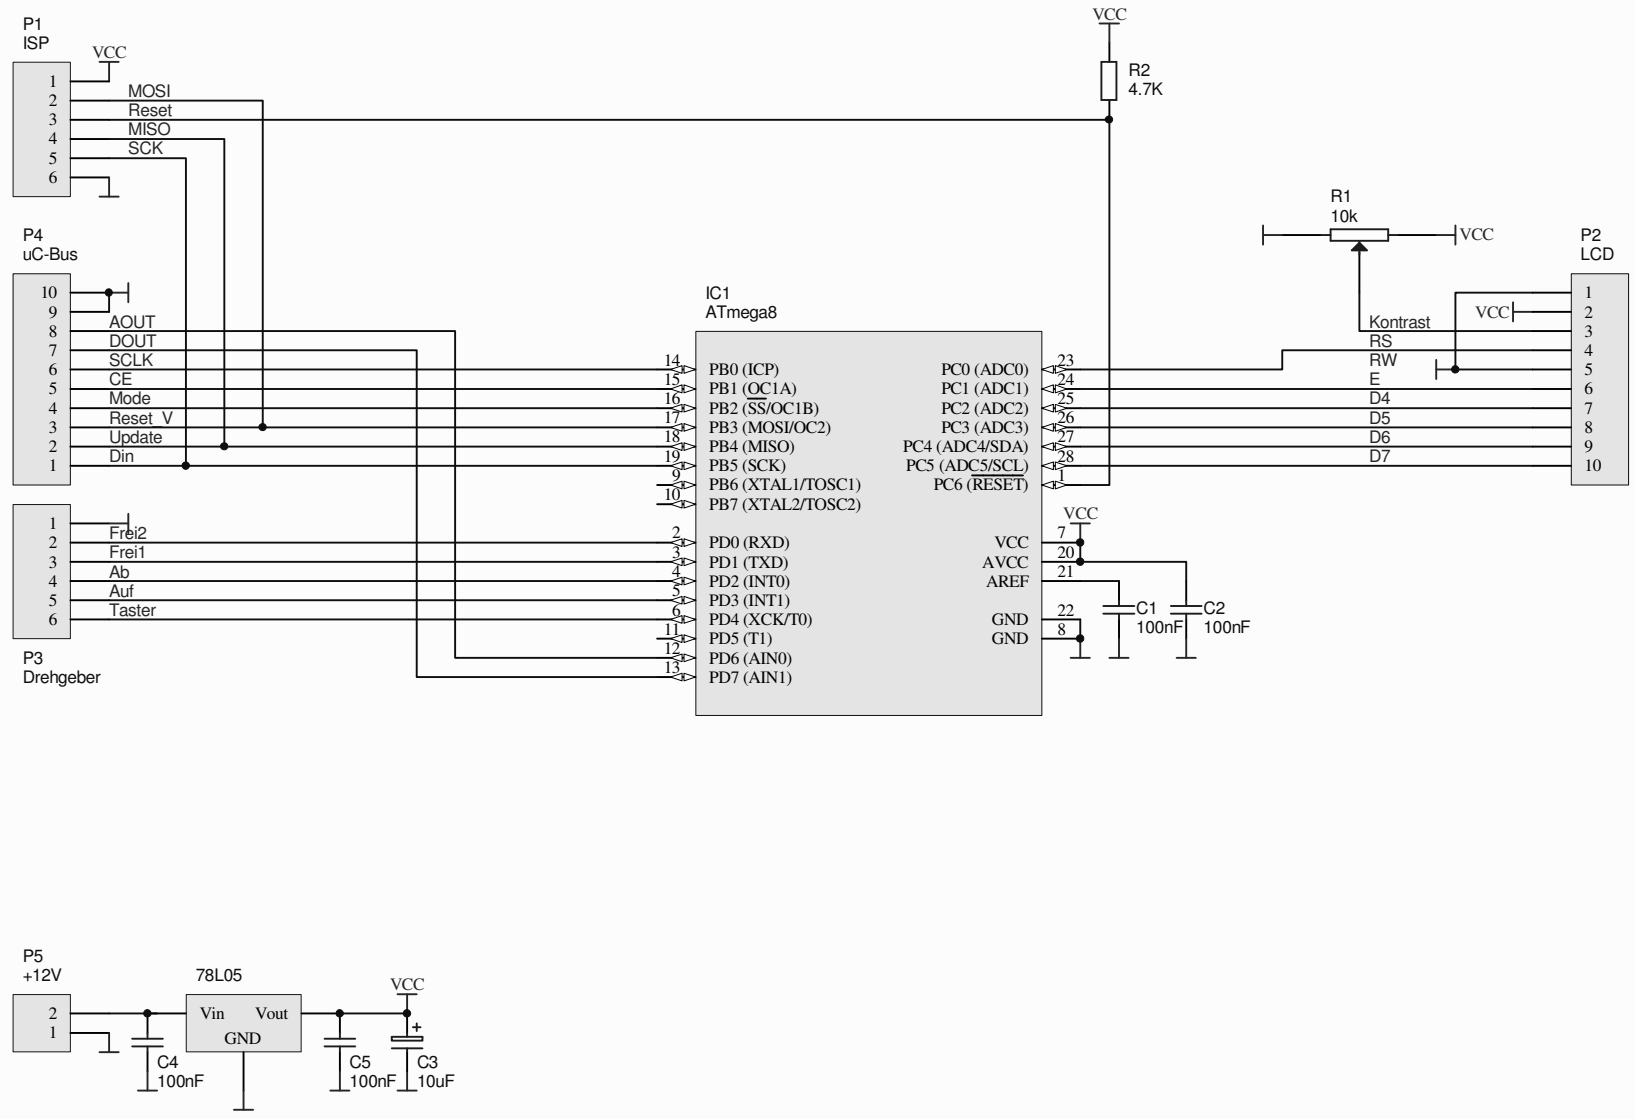 P1
ISP
VCC
1
2 MOSI
3 Reset
4 MISO
5 SCK
6
VCC
R2
4.7K
R1
10k
VCC
P4
uC-Bus
10
9
8 AOUT
7 DOUT
6 SCLK
5 CE
4 Mode
3 Reset_V
2 Update
1 Din
1
2 Frei2
3 Frei1
4 Ab
5 Auf
6 Taster
P3
Drehgeber
IC1
ATmega8
14 PB0 (ICP)
15 PB1 (OC1A)
16 PB2 (SS/OC1B)
17 PB3 (MOSI/OC2)
18 PB4 (MISO)
19 PB5 (SCK)
9 PB6 (XTAL1/TOSC1)
10 PB7 (XTAL2/TOSC2)
2 PD0 (RXD)
3 PD1 (TXD)
4 PD2 (INT0)
5 PD3 (INT1)
6 PD4 (XCK/T0)
11 PD5 (T1)
12 PD6 (AIN0)
13 PD7 (AIN1)
PC0 (ADC0) 23
PC1 (ADC1) 24
PC2 (ADC2) 25
PC3 (ADC3) 26
PC4 (ADC4/SDA) 27
PC5 (ADC5/SCL) 28
PC6 (RESET) 1
VCC
VCC 7
AVCC 20
AREF 21
GND 22
GND 8
C1
100nF
C2
100nF
P2
LCD
1
VCC 2
Kontrast 3
RS 4
RW 5
E 6
D4 7
D5 8
D6 9
D7 10
P5
+12V
2
1
C4
100nF
78L05
Vin Vout
GND
C5
100nF
VCC
+
C3
10uF